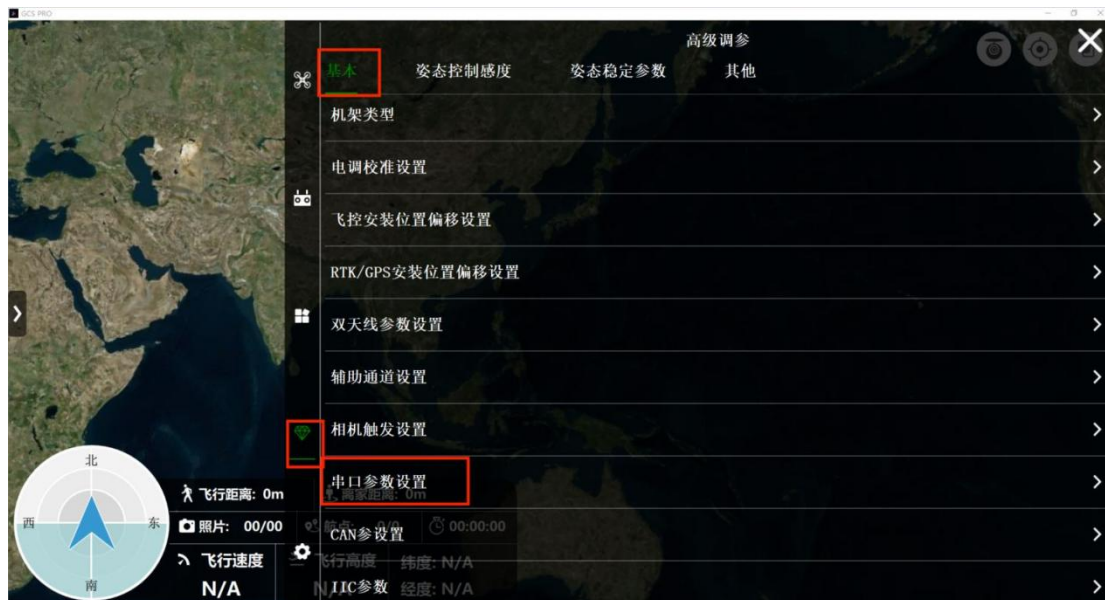 GCS PRO
高级调参
基本 姿态控制感度 姿态稳定参数 其他
机架类型
电调校准设置
飞控安装位置偏移设置
RTK/GPS安装位置偏移设置
双天线参数设置
辅助通道设置
相机触发设置
串口参数设置
CAN参设置
IIC参数
北
西
东
南
飞行距离: 0m
离家距离: 0m
照片: 00/00
航点: 0/0
00:00:00
飞行速度
N/A
飞行高度
N/A
纬度: N/A
经度: N/A